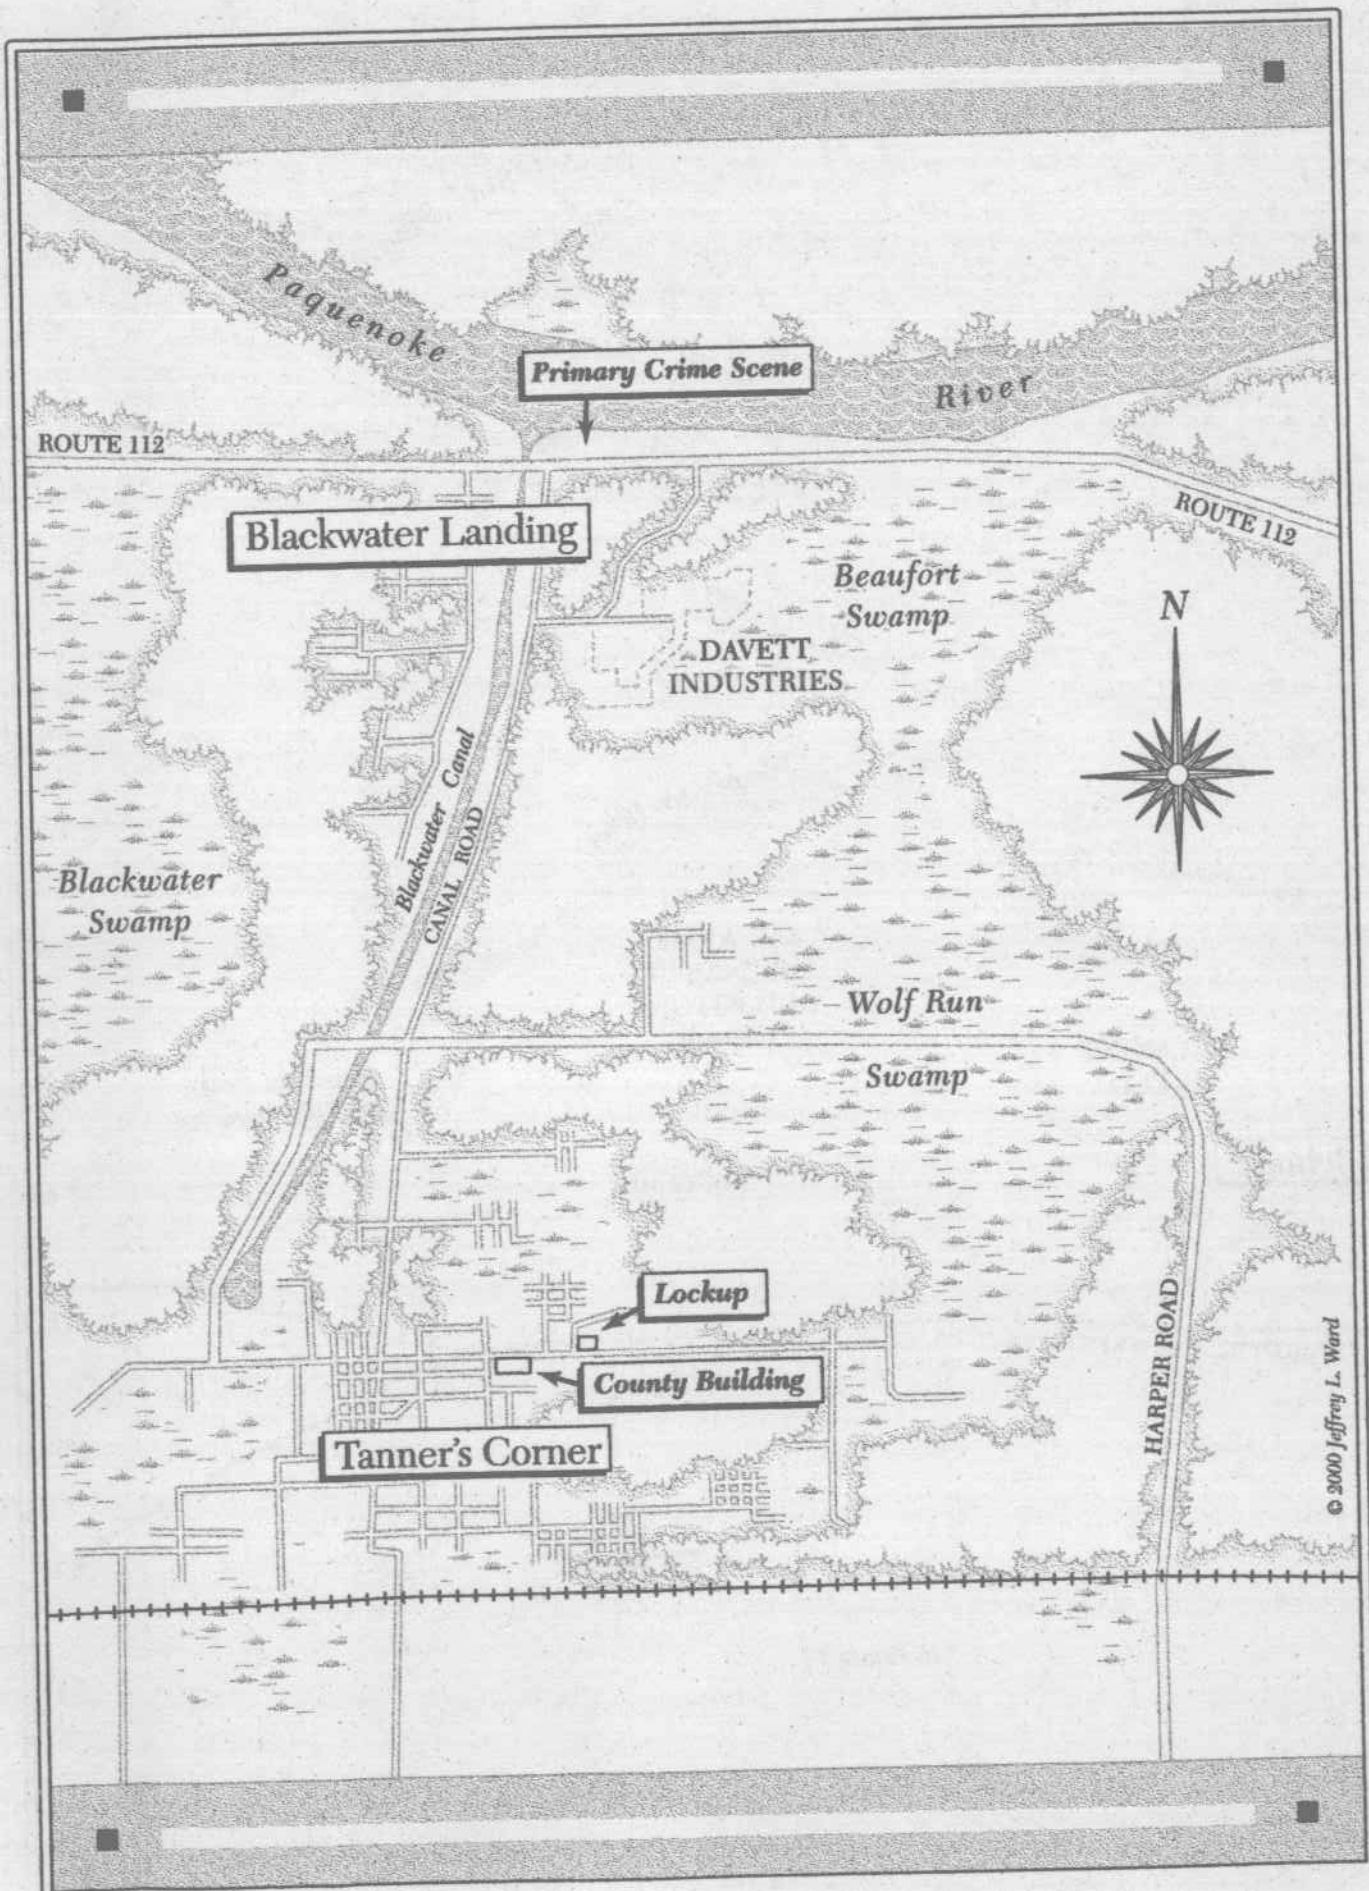 Paquenoke
Primary Crime Scene
River
ROUTE 112
ROUTE 112
Blackwater Landing
Beaufort
Swamp
N
DAVETT
INDUSTRIES
Blackwater Canal
CANAL ROAD
Blackwater
Swamp
Wolf Run
Swamp
Lockup
County Building
HARPER ROAD
Tanner's Corner
© 2000 Jeffrey L. Ward